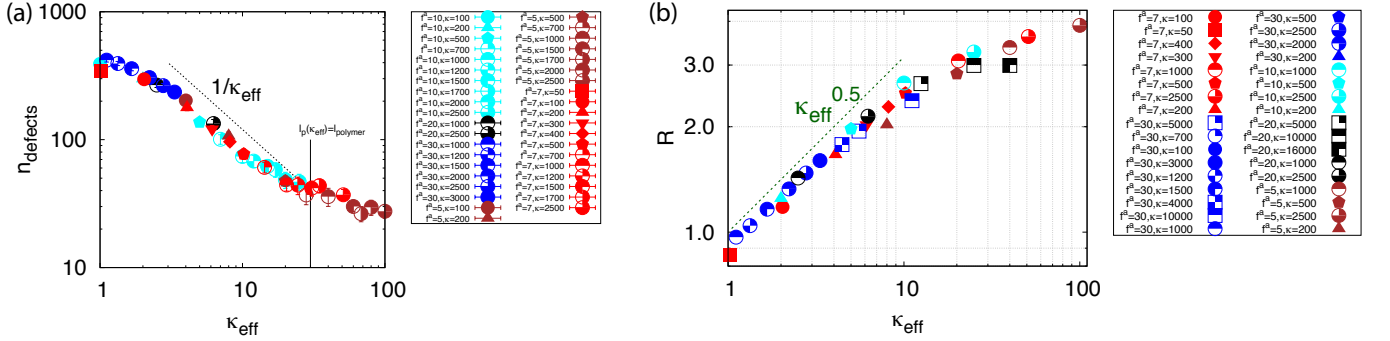 (a)
1000
100
10
n_defects
1/κ_eff
l_p(κ_eff)=l_polymer
1 10 100
κ_eff
f^a=10,κ=100
f^a=10,κ=200
f^a=10,κ=500
f^a=10,κ=700
f^a=10,κ=1000
f^a=10,κ=1200
f^a=10,κ=1500
f^a=10,κ=1700
f^a=10,κ=2000
f^a=10,κ=2500
f^a=20,κ=1000
f^a=20,κ=2500
f^a=30,κ=1000
f^a=30,κ=1200
f^a=30,κ=1500
f^a=30,κ=2000
f^a=30,κ=2500
f^a=30,κ=3000
f^a=5,κ=100
f^a=5,κ=200
f^a=5,κ=500
f^a=5,κ=700
f^a=5,κ=1000
f^a=5,κ=1500
f^a=5,κ=2000
f^a=5,κ=2500
f^a=7,κ=50
f^a=7,κ=100
f^a=7,κ=200
f^a=7,κ=300
f^a=7,κ=400
f^a=7,κ=500
f^a=7,κ=700
f^a=7,κ=1000
f^a=7,κ=1200
f^a=7,κ=1500
f^a=7,κ=1700
f^a=7,κ=2500
(b)
3.0
2.0
1.0
R
κ_eff^0.5
1 10 100
κ_eff
f^a=7,κ=100
f^a=7,κ=50
f^a=7,κ=400
f^a=7,κ=300
f^a=7,κ=1000
f^a=7,κ=500
f^a=7,κ=2500
f^a=7,κ=200
f^a=30,κ=5000
f^a=30,κ=700
f^a=30,κ=100
f^a=30,κ=3000
f^a=30,κ=1200
f^a=30,κ=1500
f^a=30,κ=4000
f^a=30,κ=10000
f^a=30,κ=1000
f^a=30,κ=500
f^a=30,κ=2500
f^a=30,κ=2000
f^a=30,κ=200
f^a=10,κ=1000
f^a=10,κ=500
f^a=10,κ=2500
f^a=10,κ=200
f^a=20,κ=5000
f^a=20,κ=10000
f^a=20,κ=16000
f^a=20,κ=1000
f^a=20,κ=2500
f^a=5,κ=1000
f^a=5,κ=500
f^a=5,κ=2500
f^a=5,κ=200